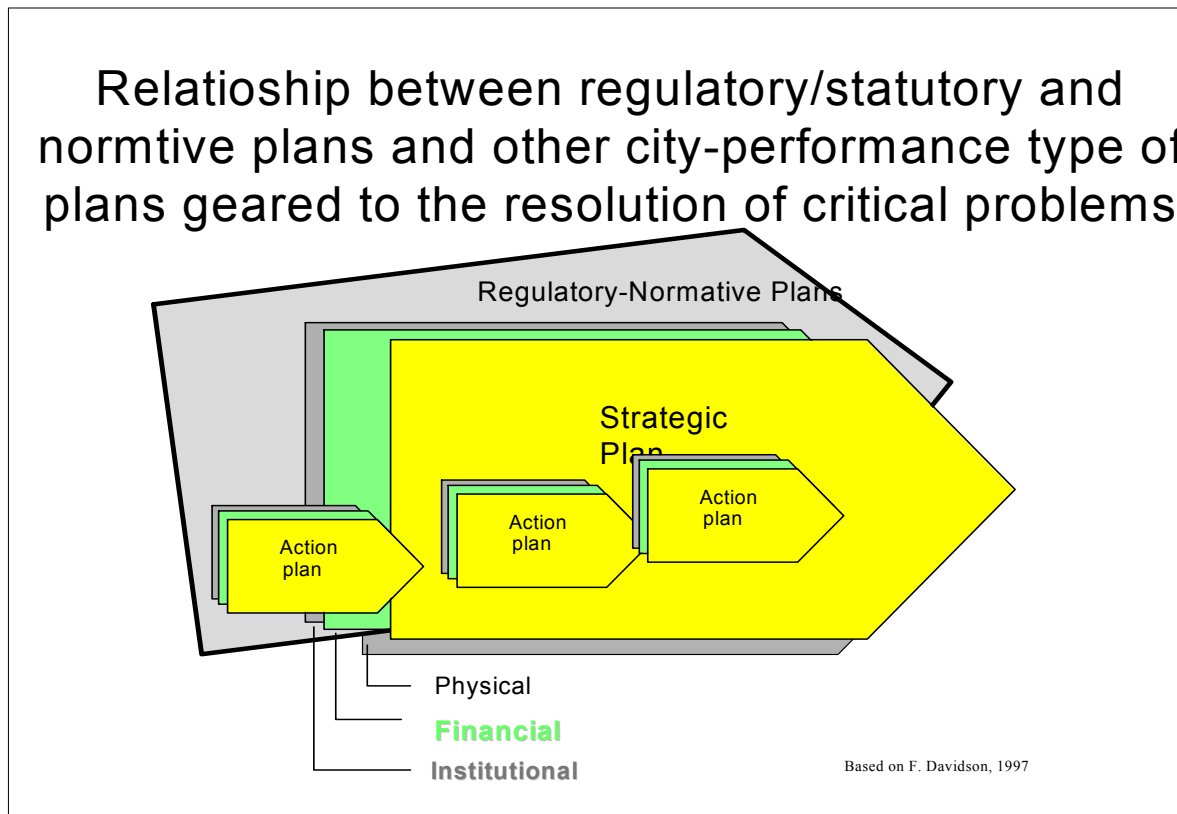 Relatioship between regulatory/statutory and
normtive plans and other city-performance type of
plans geared to the resolution of critical problems
Regulatory-Normative Plans
Strategic
Plan
Action
plan
Action
plan
Action
plan
Physical
Financial
Institutional
Based on F. Davidson, 1997